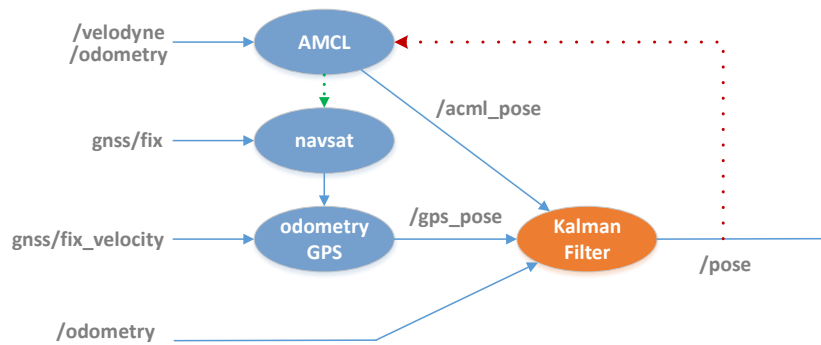 /velodyne
/odometry
AMCL
/acml_pose
gnss/fix
navsat
/gps_pose
gnss/fix_velocity
odometry
GPS
Kalman
Filter
/pose
/odometry